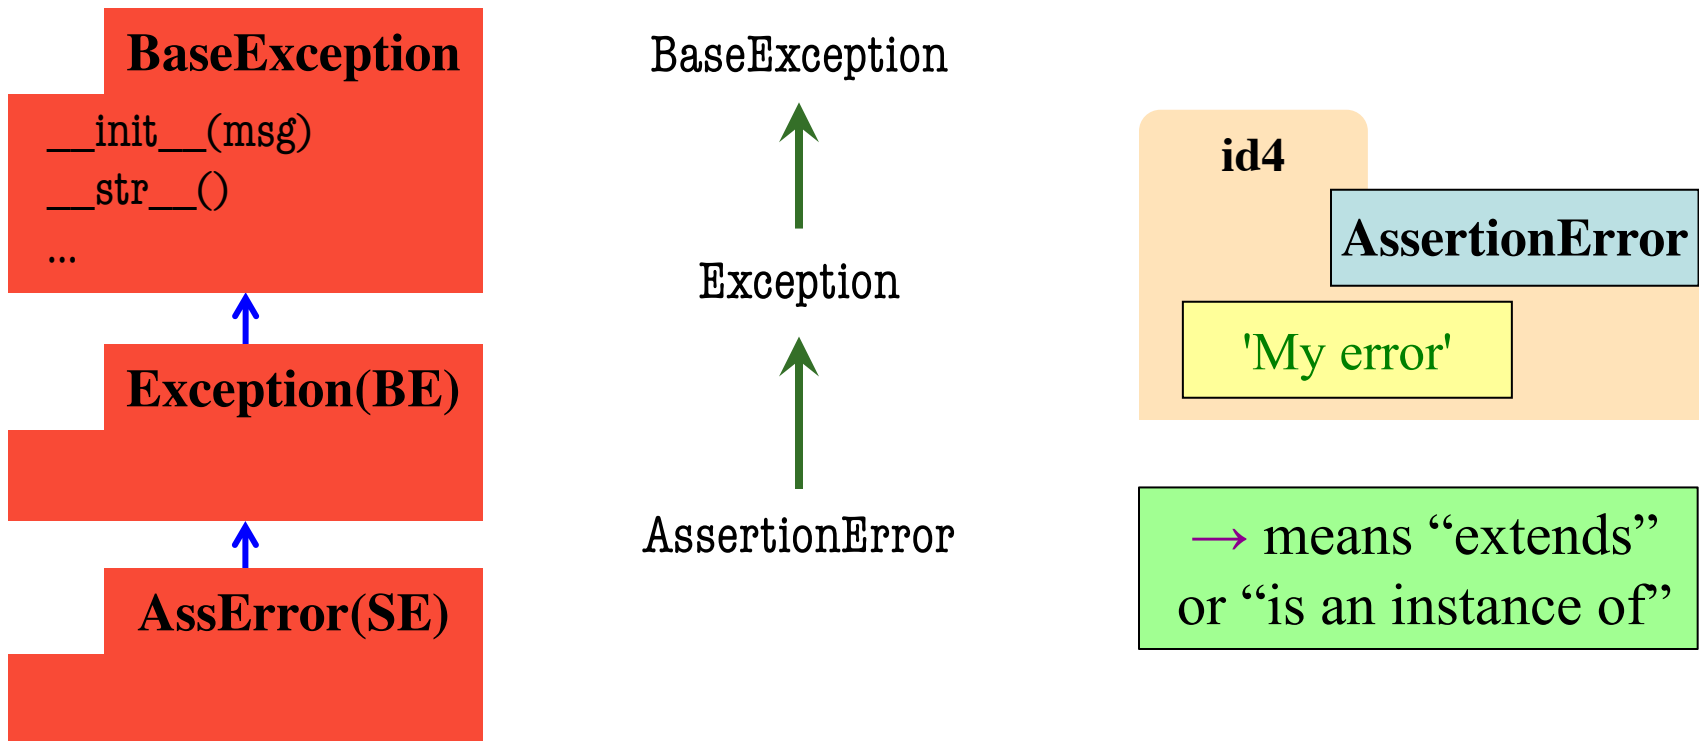 BaseException
__init__(msg)
__str__()
...
Exception(BE)
AssError(SE)
BaseException
Exception
AssertionError
id4
AssertionError
'My error'
→ means “extends”
or “is an instance of”